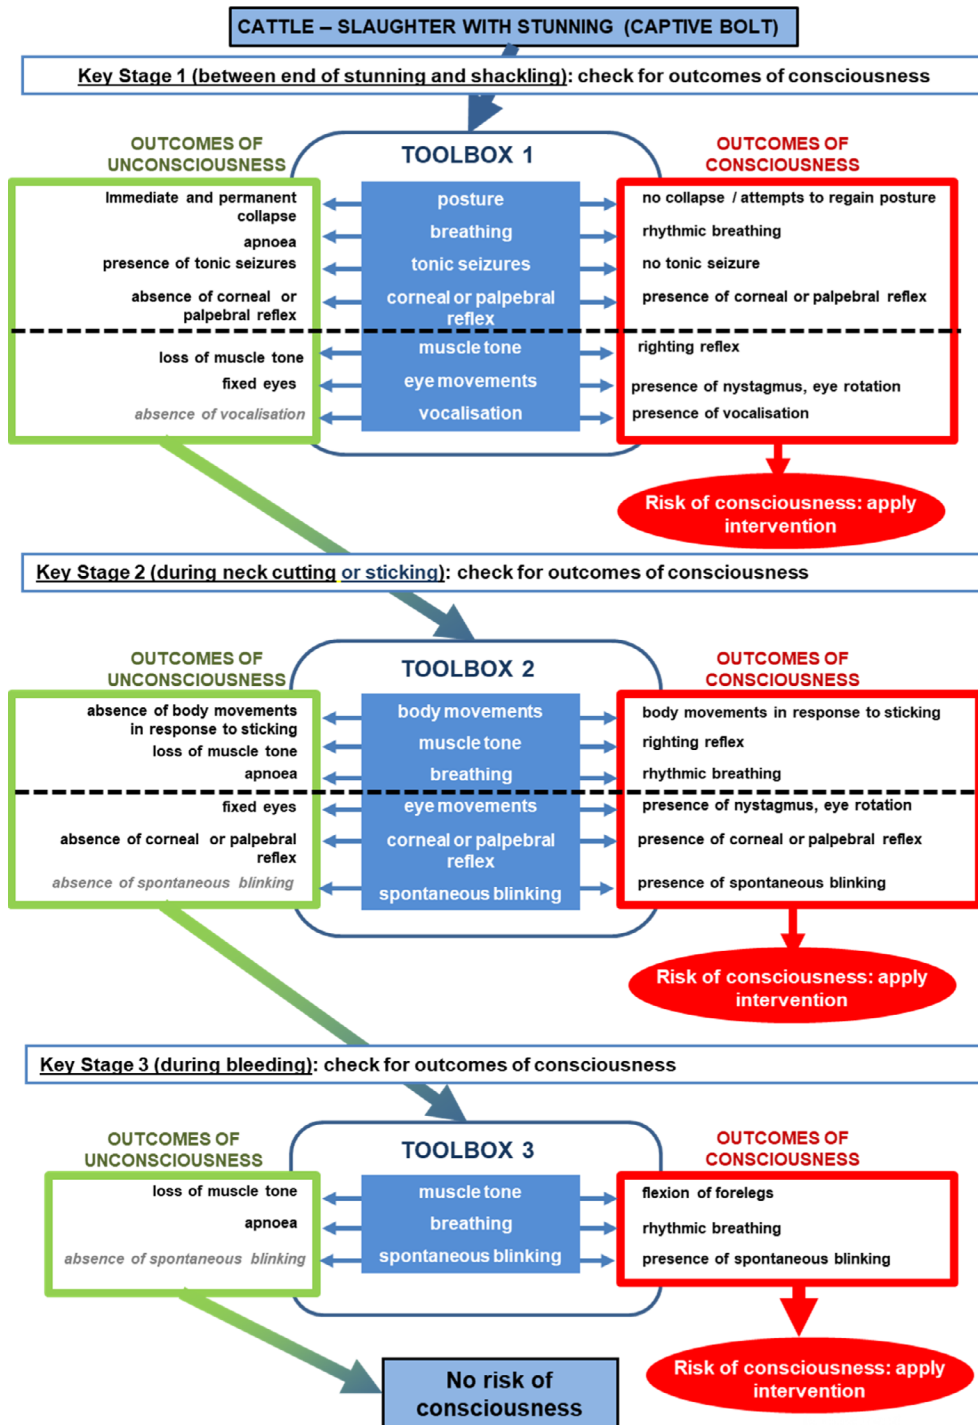 CATTLE – SLAUGHTER WITH STUNNING (CAPTIVE BOLT)
Key Stage 1 (between end of stunning and shackling): check for outcomes of consciousness
OUTCOMES OF
UNCONSCIOUSNESS
TOOLBOX 1
OUTCOMES OF
CONSCIOUSNESS
Immediate and permanent
collapse
posture
no collapse / attempts to regain posture
apnoea
breathing
rhythmic breathing
presence of tonic seizures
tonic seizures
no tonic seizure
absence of corneal or
palpebral reflex
corneal or palpebral
reflex
presence of corneal or palpebral reflex
loss of muscle tone
muscle tone
righting reflex
fixed eyes
eye movements
presence of nystagmus, eye rotation
absence of vocalisation
vocalisation
presence of vocalisation
Risk of consciousness: apply
intervention
Key Stage 2 (during neck cutting or sticking): check for outcomes of consciousness
OUTCOMES OF
UNCONSCIOUSNESS
TOOLBOX 2
OUTCOMES OF
CONSCIOUSNESS
absence of body movements
in response to sticking
body movements
body movements in response to sticking
loss of muscle tone
muscle tone
righting reflex
apnoea
breathing
rhythmic breathing
fixed eyes
eye movements
presence of nystagmus, eye rotation
absence of corneal or palpebral
reflex
corneal or palpebral
reflex
presence of corneal or palpebral reflex
absence of spontaneous blinking
spontaneous blinking
presence of spontaneous blinking
Risk of consciousness: apply
intervention
Key Stage 3 (during bleeding): check for outcomes of consciousness
OUTCOMES OF
UNCONSCIOUSNESS
TOOLBOX 3
OUTCOMES OF
CONSCIOUSNESS
loss of muscle tone
muscle tone
flexion of forelegs
apnoea
breathing
rhythmic breathing
absence of spontaneous blinking
spontaneous blinking
presence of spontaneous blinking
Risk of consciousness: apply
intervention
No risk of
consciousness